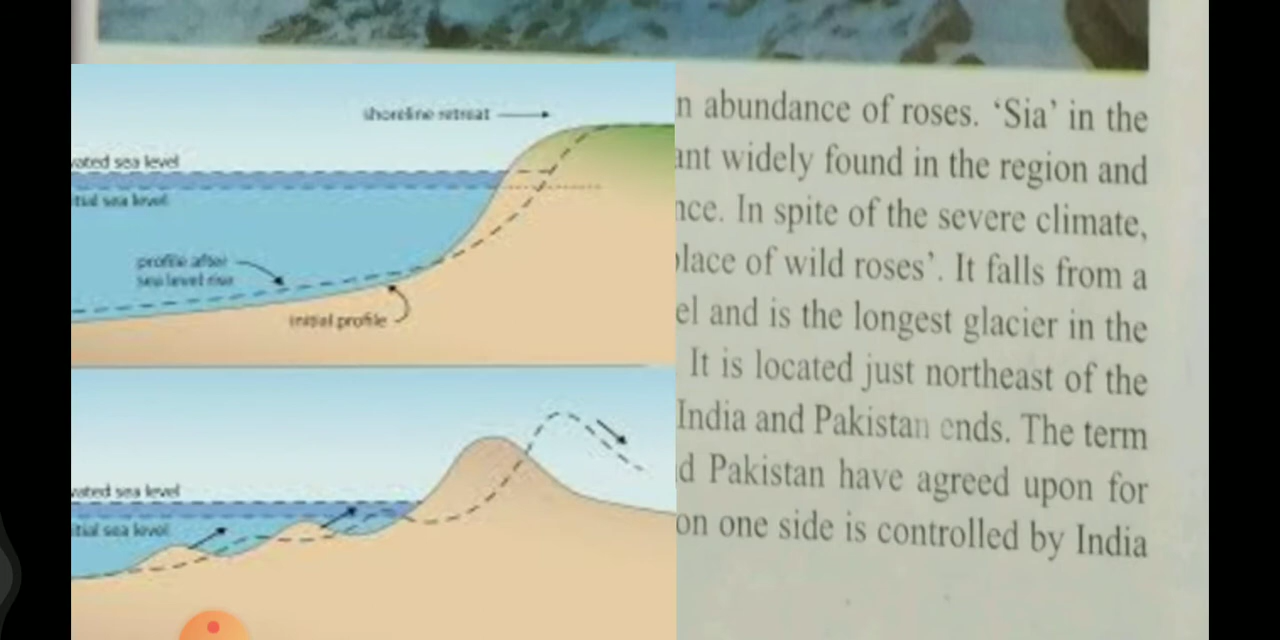 shoreline retreat
vated sea level
tial sea level
profile after
sea level rise
initial profile
vated sea level
tial sea level
n abundance of roses. ‘Sia’ in the
ant widely found in the region and
nce. In spite of the severe climate,
place of wild roses’. It falls from a
el and is the longest glacier in the
It is located just northeast of the
India and Pakistan ends. The term
d Pakistan have agreed upon for
on one side is controlled by India